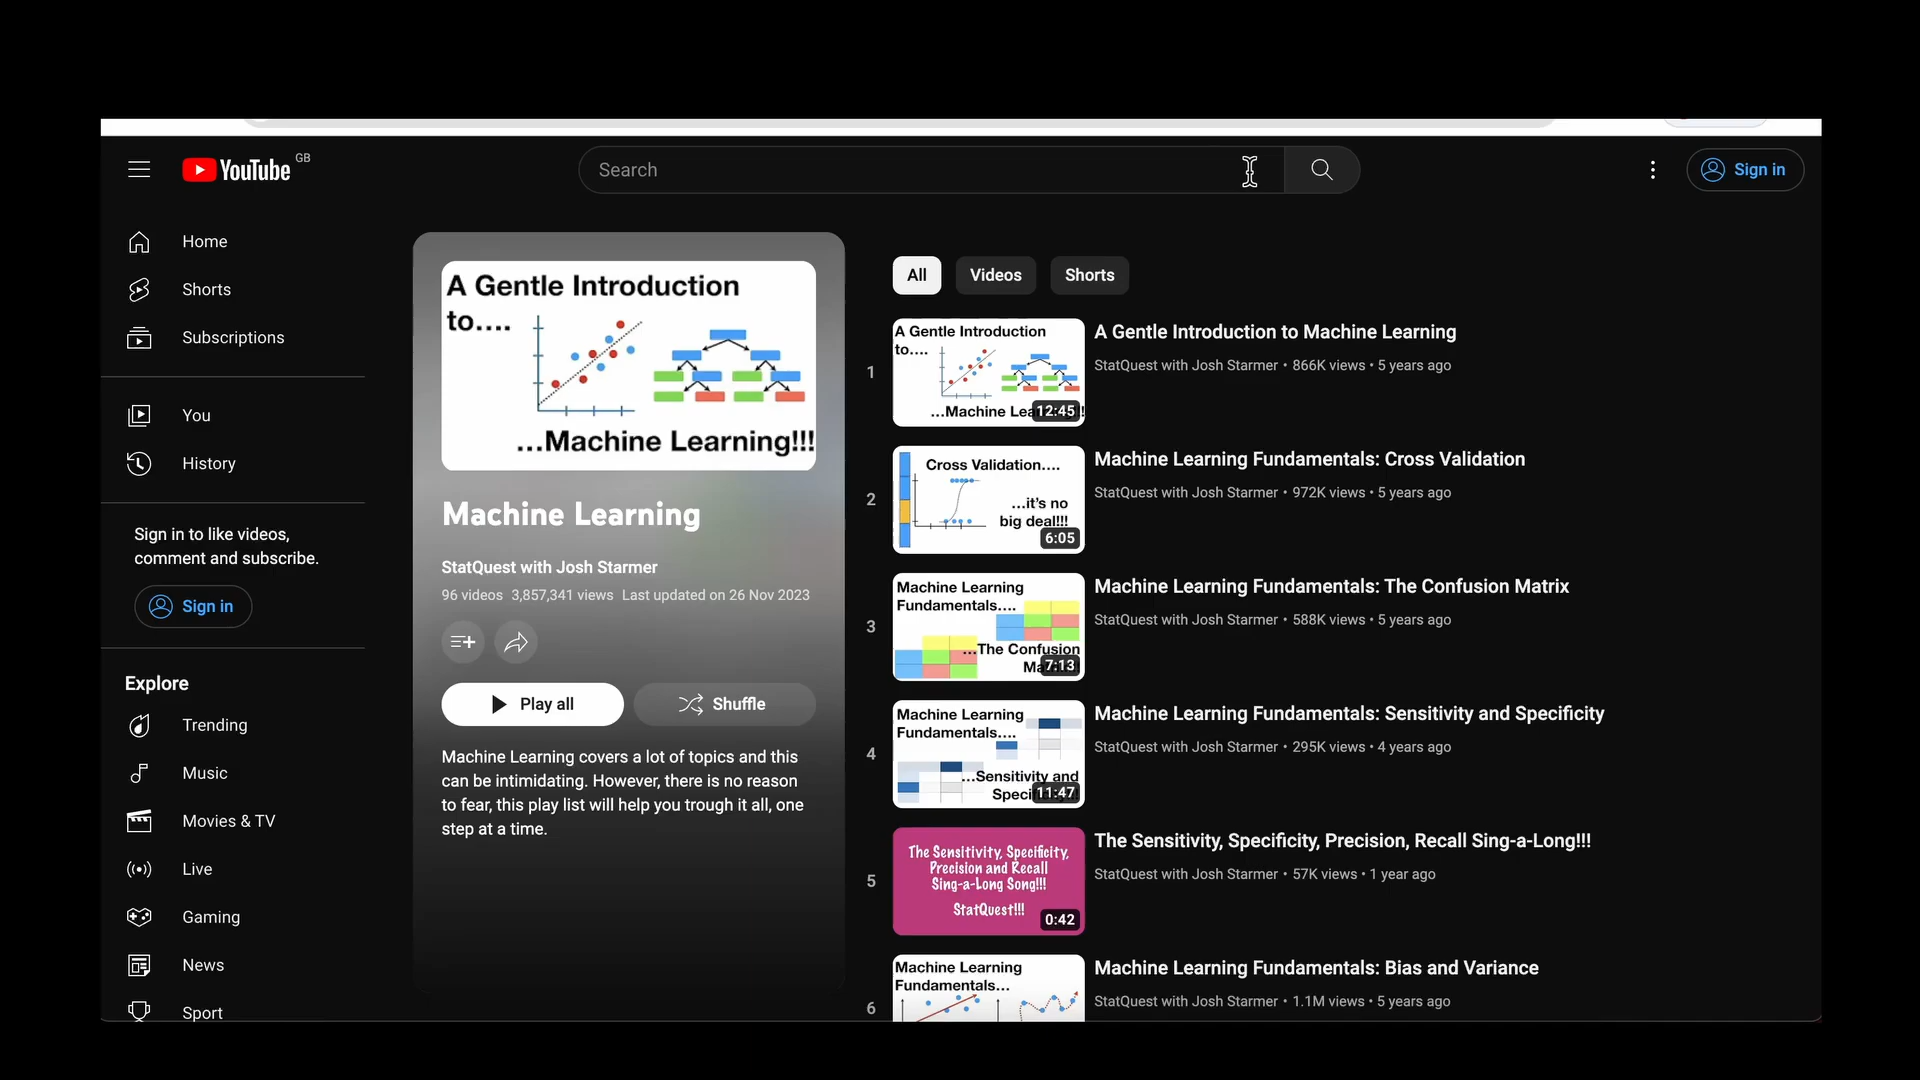 YouTube GB
Search
Sign in
Home
Shorts
Subscriptions
You
History
Sign in to like videos,
comment and subscribe.
Sign in
Explore
Trending
Music
Movies & TV
Live
Gaming
News
Sport
A Gentle Introduction
to....
...Machine Learning!!!
Machine Learning
StatQuest with Josh Starmer
96 videos 3,857,341 views Last updated on 26 Nov 2023
Play all
Shuffle
Machine Learning covers a lot of topics and this
can be intimidating. However, there is no reason
to fear, this play list will help you trough it all, one
step at a time.
All
Videos
Shorts
1
A Gentle Introduction
to....
...Machine Lea
12:45
A Gentle Introduction to Machine Learning
StatQuest with Josh Starmer • 866K views • 5 years ago
2
Cross Validation....
...it's no
big deal!!!
6:05
Machine Learning Fundamentals: Cross Validation
StatQuest with Josh Starmer • 972K views • 5 years ago
3
Machine Learning
Fundamentals....
...The Confusion
Ma
7:13
Machine Learning Fundamentals: The Confusion Matrix
StatQuest with Josh Starmer • 588K views • 5 years ago
4
Machine Learning
Fundamentals....
...Sensitivity and
Speci
11:47
Machine Learning Fundamentals: Sensitivity and Specificity
StatQuest with Josh Starmer • 295K views • 4 years ago
5
The Sensitivity, Specificity,
Precision and Recall
Sing-a-Long Song!!!
StatQuest!!!
0:42
The Sensitivity, Specificity, Precision, Recall Sing-a-Long!!!
StatQuest with Josh Starmer • 57K views • 1 year ago
6
Machine Learning
Fundamentals...
Machine Learning Fundamentals: Bias and Variance
StatQuest with Josh Starmer • 1.1M views • 5 years ago